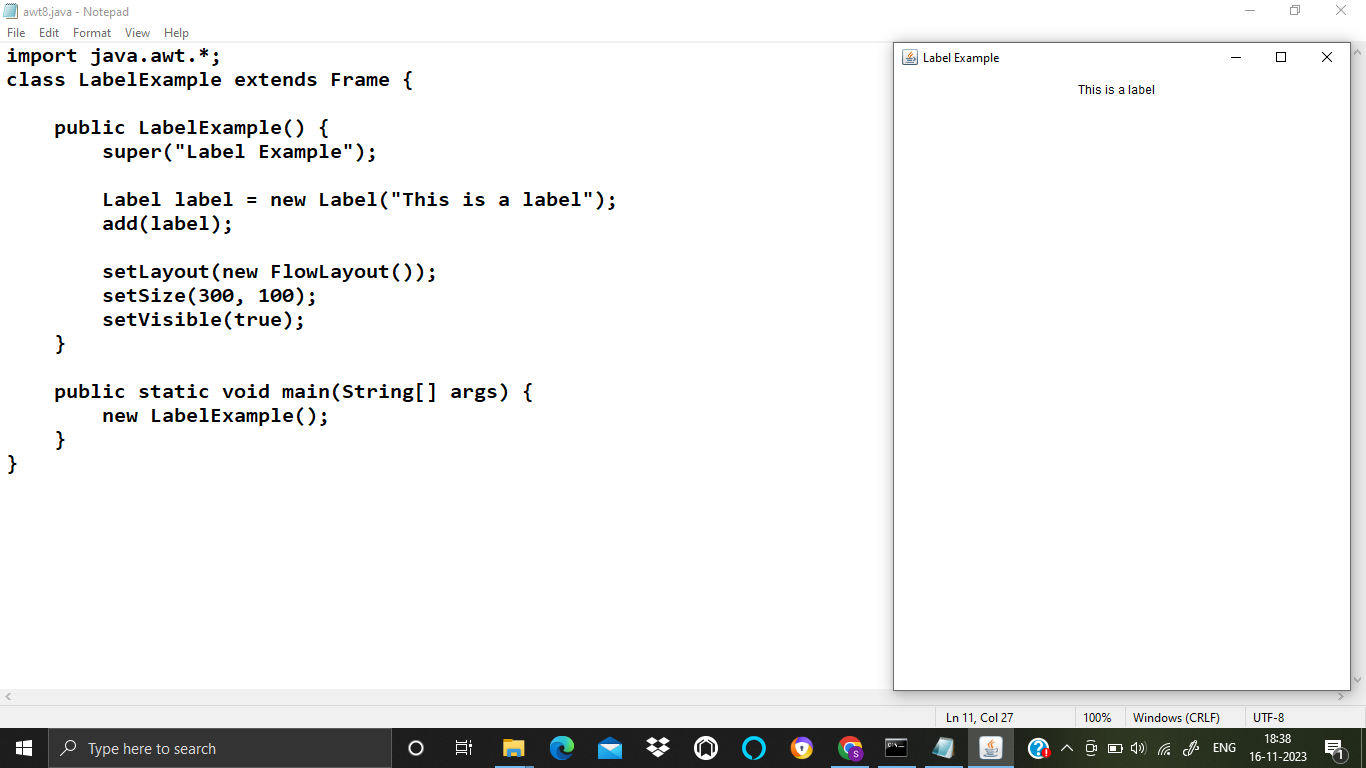 awt8.java - Notepad
File Edit Format View Help
import java.awt.*;
class LabelExample extends Frame {
    public LabelExample() {
        super("Label Example");
        Label label = new Label("This is a label");
        add(label);
        setLayout(new FlowLayout());
        setSize(300, 100);
        setVisible(true);
    }
    public static void main(String[] args) {
        new LabelExample();
    }
}
Label Example
This is a label
Ln 11, Col 27 100% Windows (CRLF) UTF-8
Type here to search
S
C:\.
ENG
18:38
16-11-2023
1